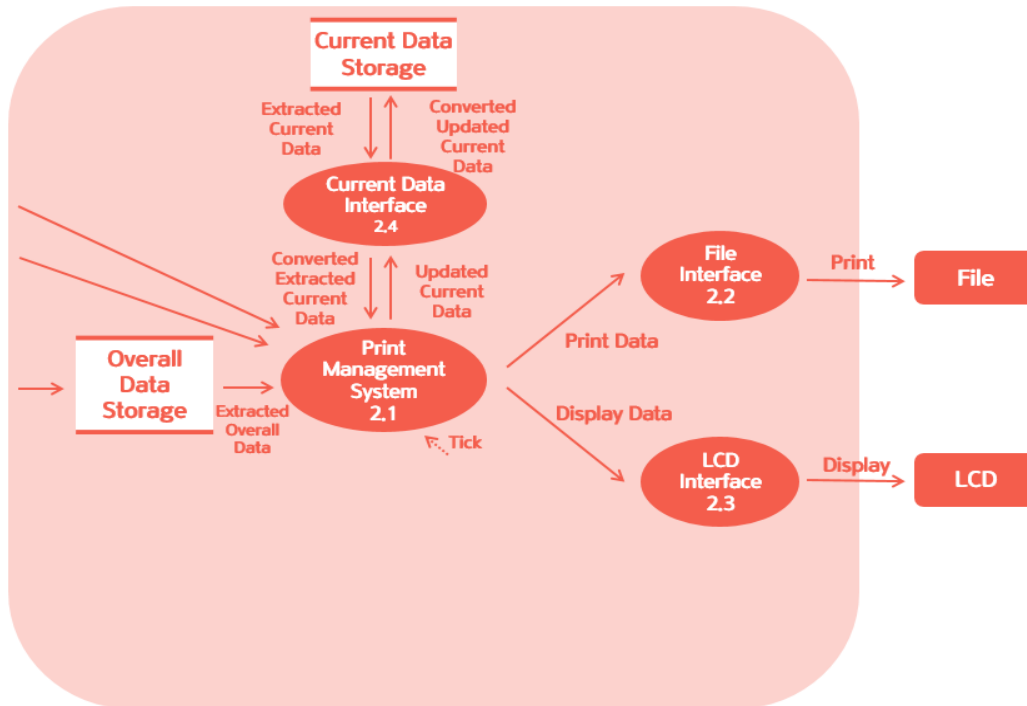 Current Data
Storage
Extracted
Current
Data
Converted
Updated
Current
Data
Current Data
Interface
2.4
Converted
Extracted
Current
Data
Updated
Current
Data
File
Interface
2.2
Print
File
Print Data
Overall
Data
Storage
Extracted
Overall
Data
Print
Management
System
2.1
Tick
Display Data
LCD
Interface
2.3
Display
LCD